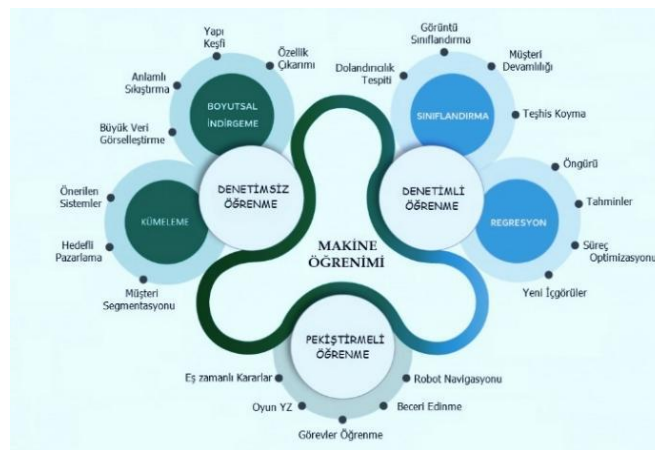 Yapı
Keşfi
Özellik
Çıkarımı
Anlamlı
Sıkıştırma
BOYUTSAL
İNDİRGEME
Büyük Veri
Görselleştirme
DENETİMSİZ
ÖĞRENME
Önerilen
Sistemler
KÜMELEME
Hedefli
Pazarlama
Müşteri
Segmentasyonu
Görüntü
Sınıflandırma
Dolandırıcılık
Tespiti
Müşteri
Devamlılığı
SINIFLANDIRMA
Teşhis Koyma
DENETİMLİ
ÖĞRENME
Öngürü
Tahminler
REGRESYON
Süreç
Optimizasyonu
Yeni İçgörüler
MAKİNE
ÖĞRENİMİ
PEKİŞTİRMELİ
ÖĞRENME
Eş zamanlı Kararlar
Robot Navigasyonu
Oyun YZ
Beceri Edinme
Görevler Öğrenme